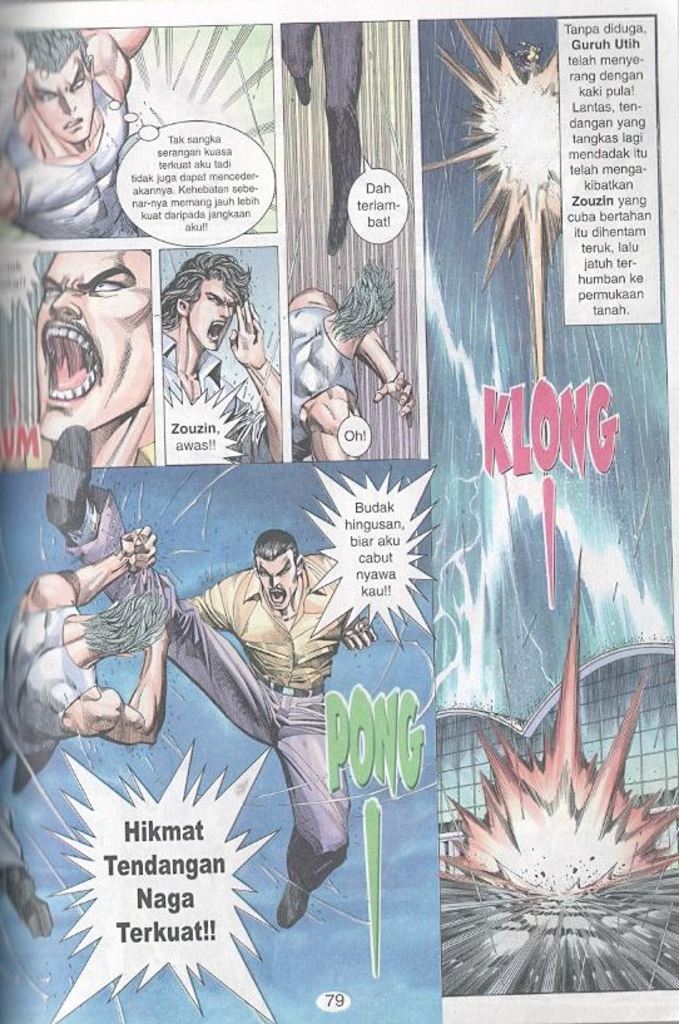 Tak sangka
serangan kuasa
terkuat aku tadi
tidak juga dapat menceder-
akannya. Kehebatan sebe-
nar-nya memang jauh lebih
kuat daripada jangkaan
aku!!
Dah
teriam-
bat!
Tanpa diduga,
Guruh Utih
telah menye-
rang dengan
kaki pula!
Lantas, ten-
dangan yang
tangkas lagi
mendadak itu
telah menga-
kibatkan
Zouzin yang
cuba bertahan
itu dihentam
teruk, lalu
jatuh ter-
humban ke
permukaan
tanah.
UM
Zouzin,
awas!!
Oh!
KLONG
!
Budak
hingusan,
biar aku
cabut
nyawa
kau!!
PONG
!
Hikmat
Tendangan
Naga
Terkuat!!
79